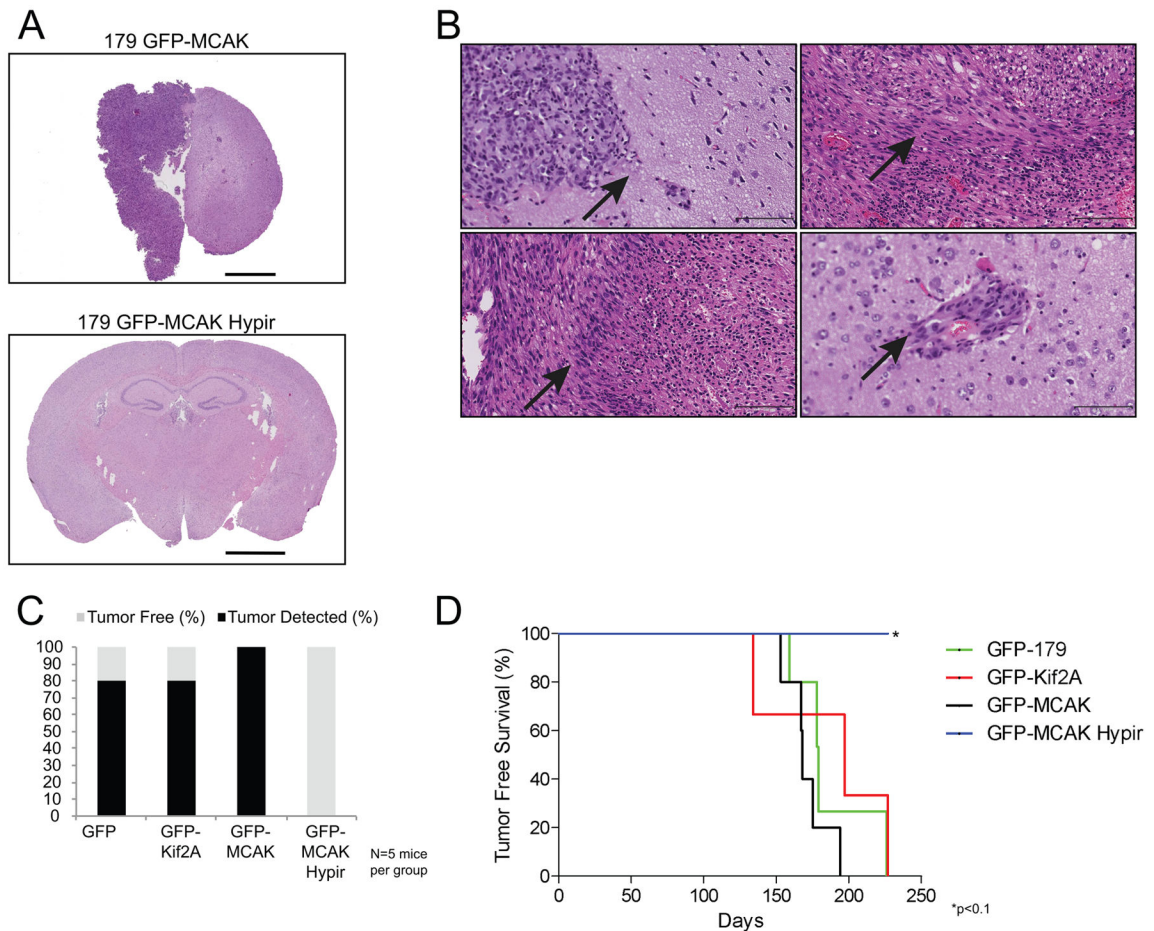 A
179 GFP-MCAK
179 GFP-MCAK Hypir
B
C
Tumor Free (%) Tumor Detected (%)
100
90
80
70
60
50
40
30
20
10
0
GFP
GFP-
Kif2A
GFP-
MCAK
GFP-
MCAK
Hypir
N=5 mice
per group
D
Tumor Free Survival (%)
100
80
60
40
20
0
0 50 100 150 200 250
Days
*
GFP-179
GFP-Kif2A
GFP-MCAK
GFP-MCAK Hypir
*p<0.1